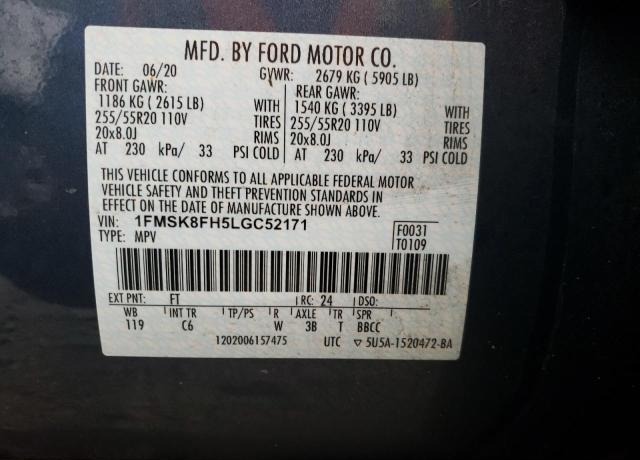 MFD. BY FORD MOTOR CO.
DATE: 06/20 GVWR: 2679 KG ( 5905 LB)
FRONT GAWR: REAR GAWR:
1186 KG ( 2615 LB) WITH 1540 KG ( 3395 LB) WITH
255/55R20 110V TIRES 255/55R20 110V TIRES
20x8.0J RIMS 20x8.0J RIMS
AT 230 kPa/ 33 PSI COLD AT 230 kPa/ 33 PSI COLD
THIS VEHICLE CONFORMS TO ALL APPLICABLE FEDERAL MOTOR
VEHICLE SAFETY AND THEFT PREVENTION STANDARDS IN
EFFECT ON THE DATE OF MANUFACTURE SHOWN ABOVE.
VIN: 1FMSK8FH5LGC52171 F0031
TYPE: MPV T0109
EXT PNT: FT RC: 24 DSO:
WB INT TR TP/PS R AXLE TR SPR
119 C6 W 3B T BBCC
1202006157475 UTC ▽ 5U5A-1520472-BA